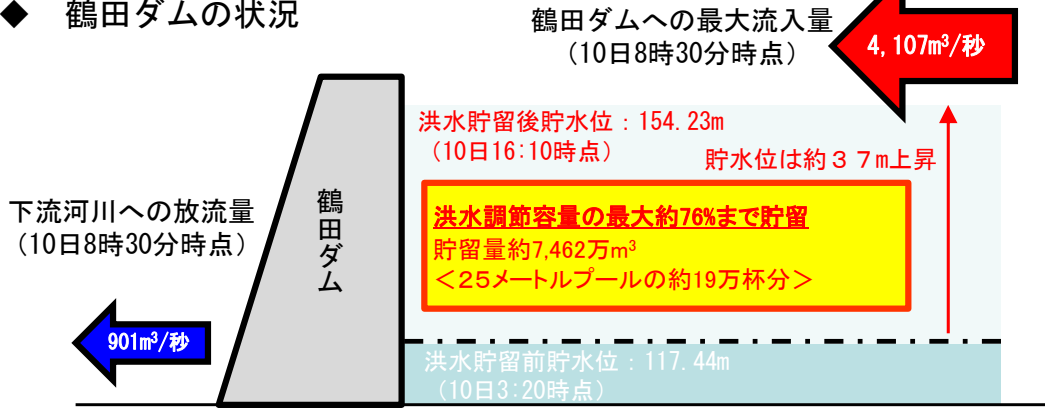 ◆ 鶴田ダムの状況
鶴田ダムへの最大流入量
(10日8時30分時点)
4,107m³/秒
洪水貯留後貯水位：154.23m
(10日16:10時点)
貯水位は約３７m上昇
鶴田ダム
下流河川への放流量
(10日8時30分時点)
洪水調節容量の最大約76%まで貯留
貯留量約7,462万m³
＜25メートルプールの約19万杯分＞
901m³/秒
洪水貯留前貯水位：117.44m
(10日3:20時点)